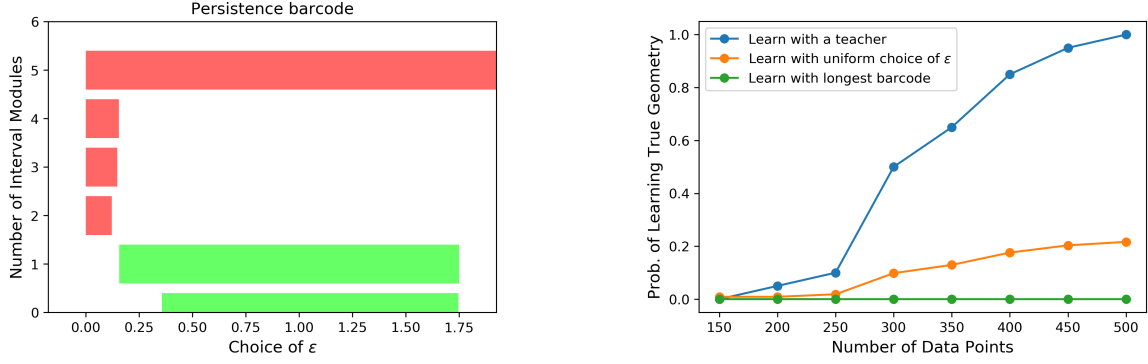 Persistence barcode
Number of Interval Modules
6
5
4
3
2
1
0
0.00 0.25 0.50 0.75 1.00 1.25 1.50 1.75
Choice of ε
Prob. of Learning True Geometry
1.0
0.8
0.6
0.4
0.2
0.0
Learn with a teacher
Learn with uniform choice of ε
Learn with longest barcode
150 200 250 300 350 400 450 500
Number of Data Points